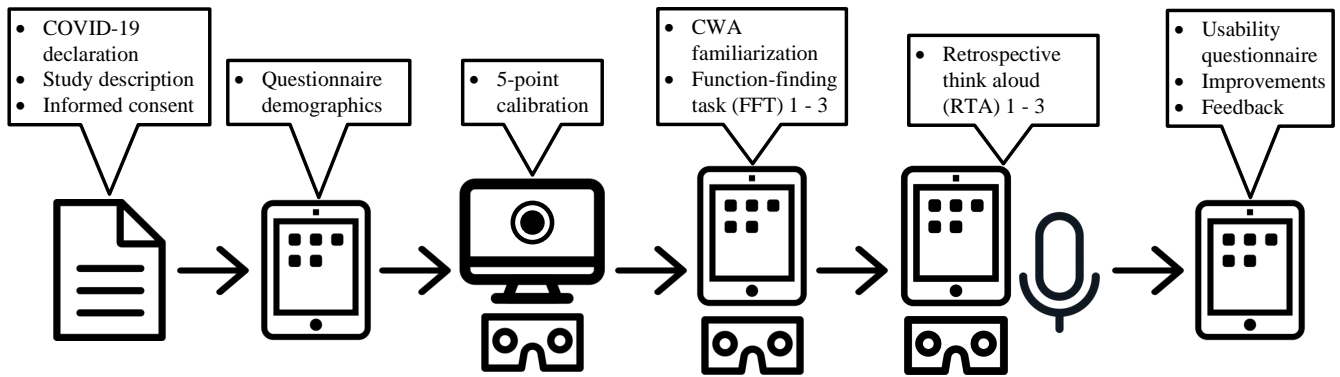 • COVID-19
declaration
• Study description
• Informed consent
• Questionnaire
demographics
• 5-point
calibration
• CWA
familiarization
• Function-finding
task (FFT) 1 - 3
• Retrospective
think aloud
(RTA) 1 - 3
• Usability
questionnaire
• Improvements
• Feedback